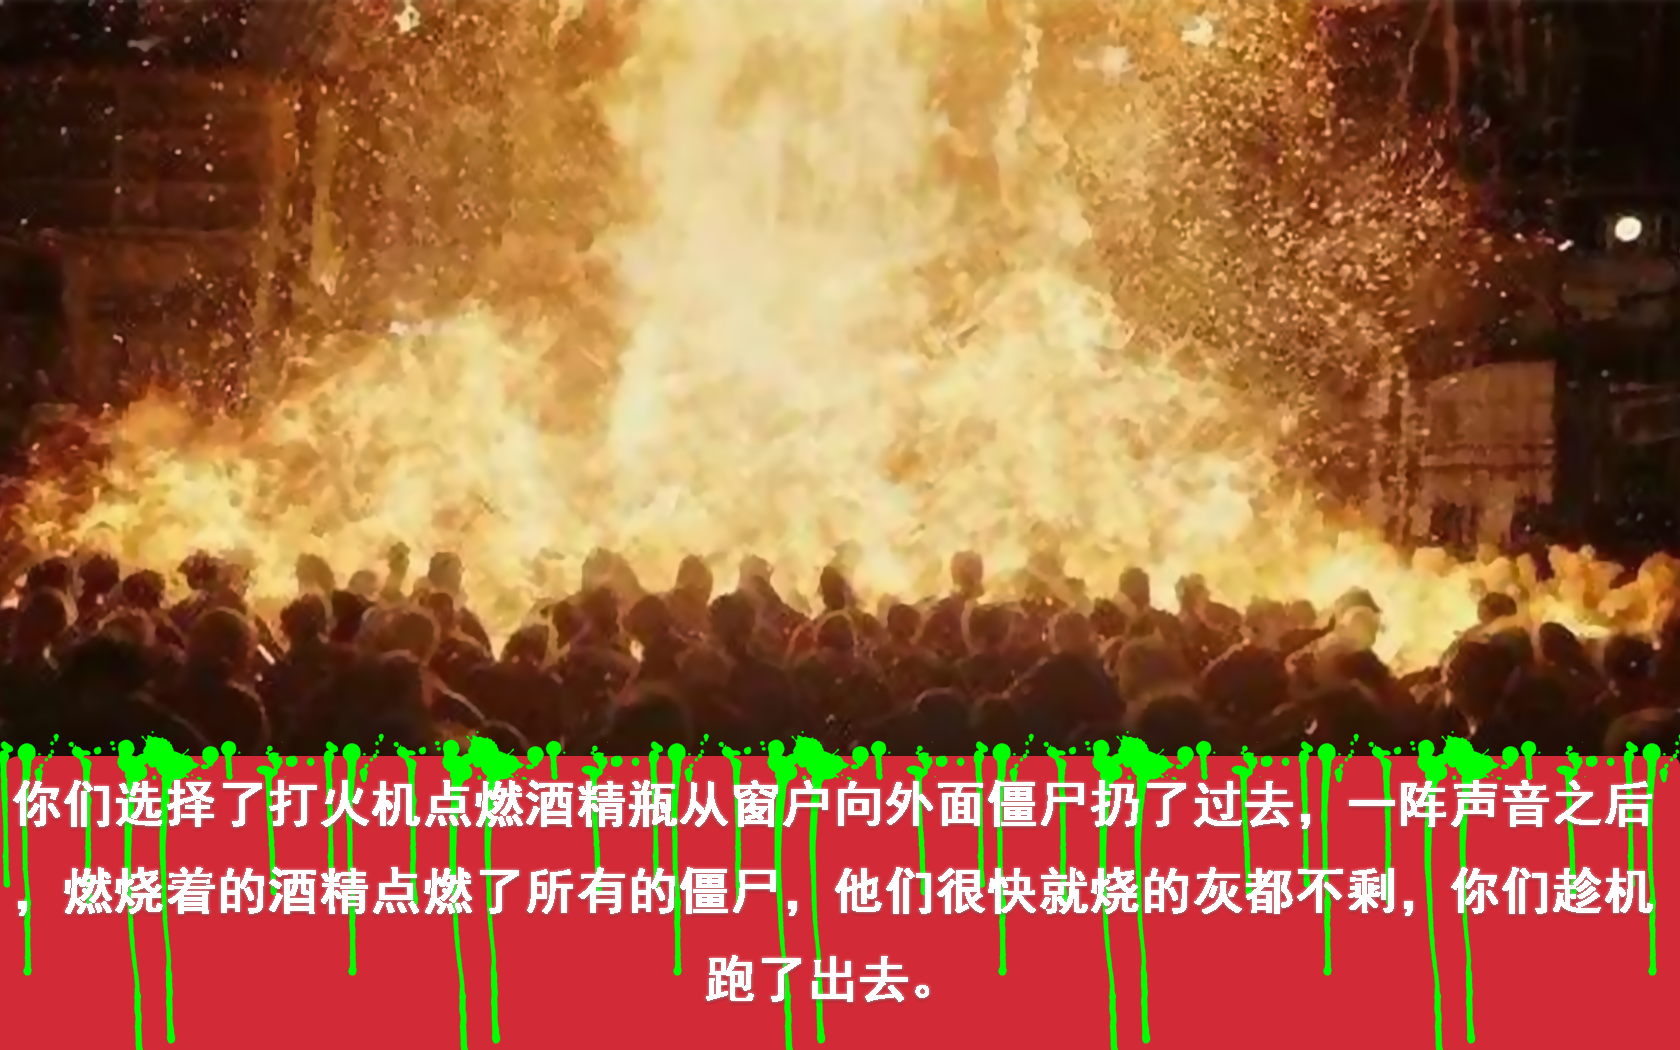 你们选择了打火机点燃酒精瓶从窗户向外面僵尸扔了过去，一阵声音之后
，燃烧着的酒精点燃了所有的僵尸，他们很快就烧的灰都不剩，你们趁机
跑了出去。